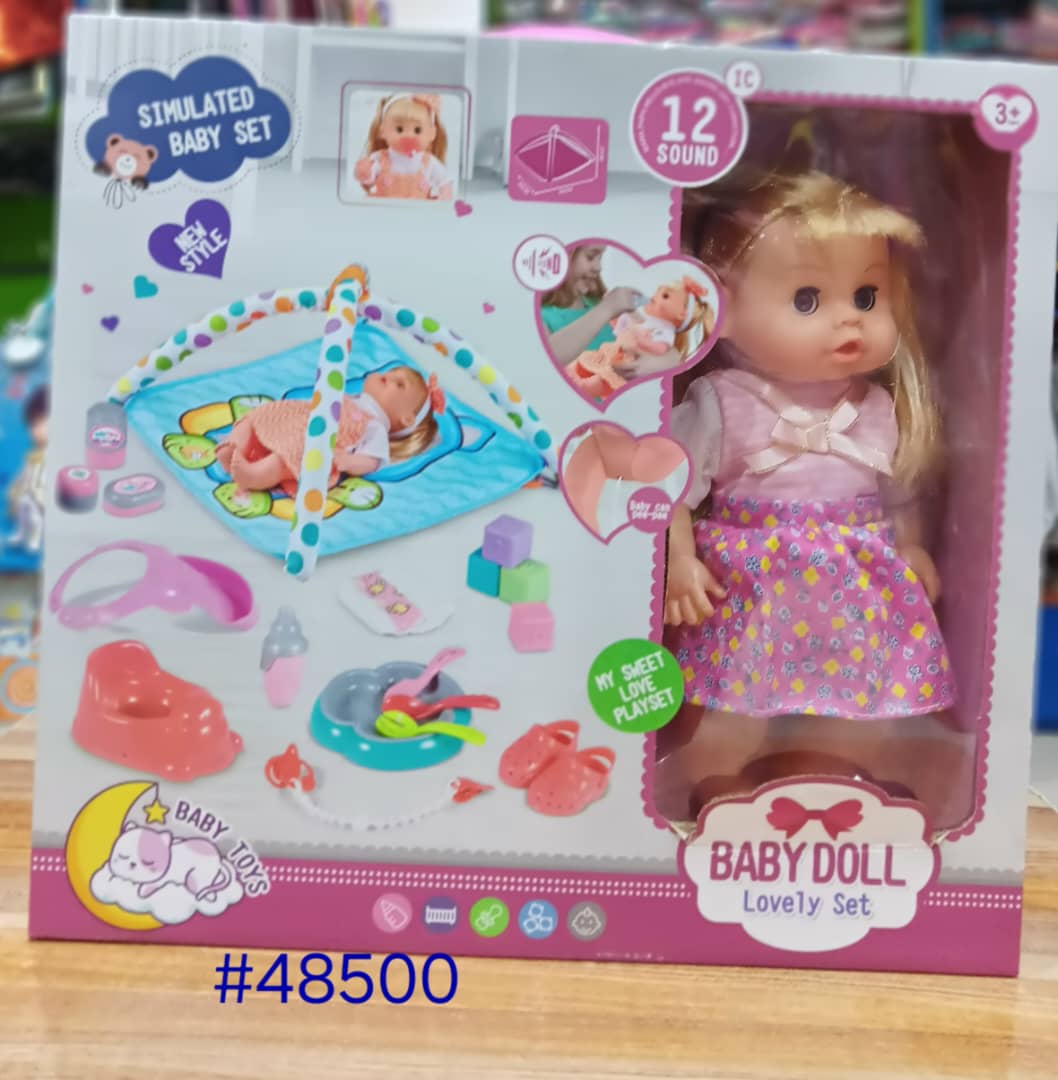 SIMULATED
BABY SET
NEW
STYLE
IC
12
SOUND
3+
Baby can
pee-pee
MY SWEET
LOVE
PLAYSET
BABY TOYS
BABY DOLL
Lovely Set
#48500